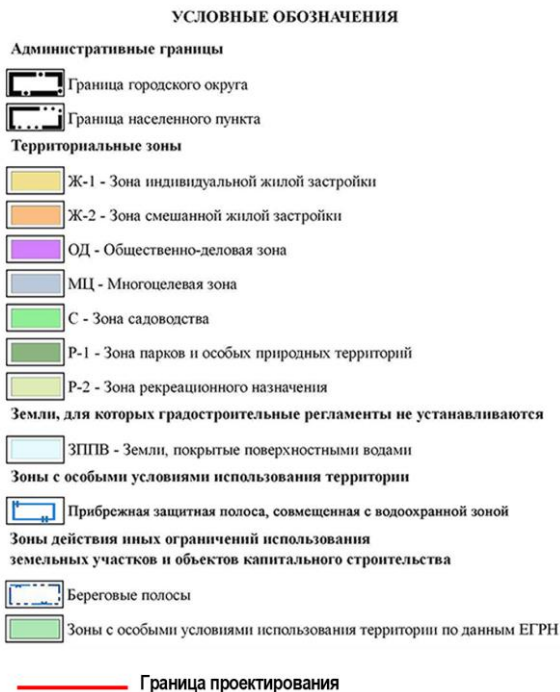 УСЛОВНЫЕ ОБОЗНАЧЕНИЯ
Административные границы
Граница городского округа
Граница населенного пункта
Территориальные зоны
Ж-1 - Зона индивидуальной жилой застройки
Ж-2 - Зона смешанной жилой застройки
ОД - Общественно-деловая зона
МЦ - Многоцелевая зона
С - Зона садоводства
Р-1 - Зона парков и особых природных территорий
Р-2 - Зона рекреационного назначения
Земли, для которых градостроительные регламенты не устанавливаются
ЗППВ - Земли, покрытые поверхностными водами
Зоны с особыми условиями использования территории
Прибрежная защитная полоса, совмещенная с водоохранной зоной
Зоны действия иных ограничений использования
земельных участков и объектов капитального строительства
Береговые полосы
Зоны с особыми условиями использования территории по данным ЕГРН
Граница проектирования